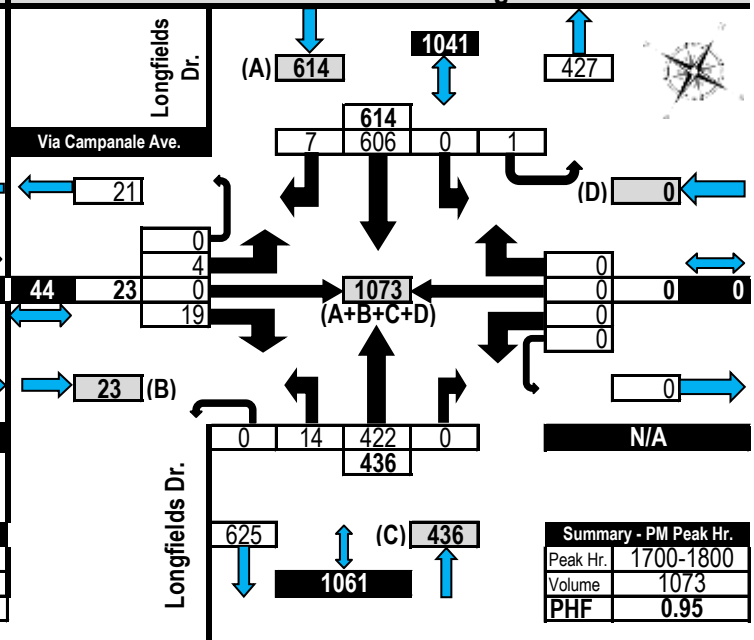 Longfields Dr.
(A) 614
1041
427
614
7 606 0 1
Via Campanale Ave.
21
(D) 0
0
4
44 23 0
19
1073
(A+B+C+D)
0
0 0 0
0
0
23 (B)
0
0 14 422 0
436
N/A
Longfields Dr.
625
(C) 436
1061
Summary - PM Peak Hr.
Peak Hr. 1700-1800
Volume 1073
PHF 0.95